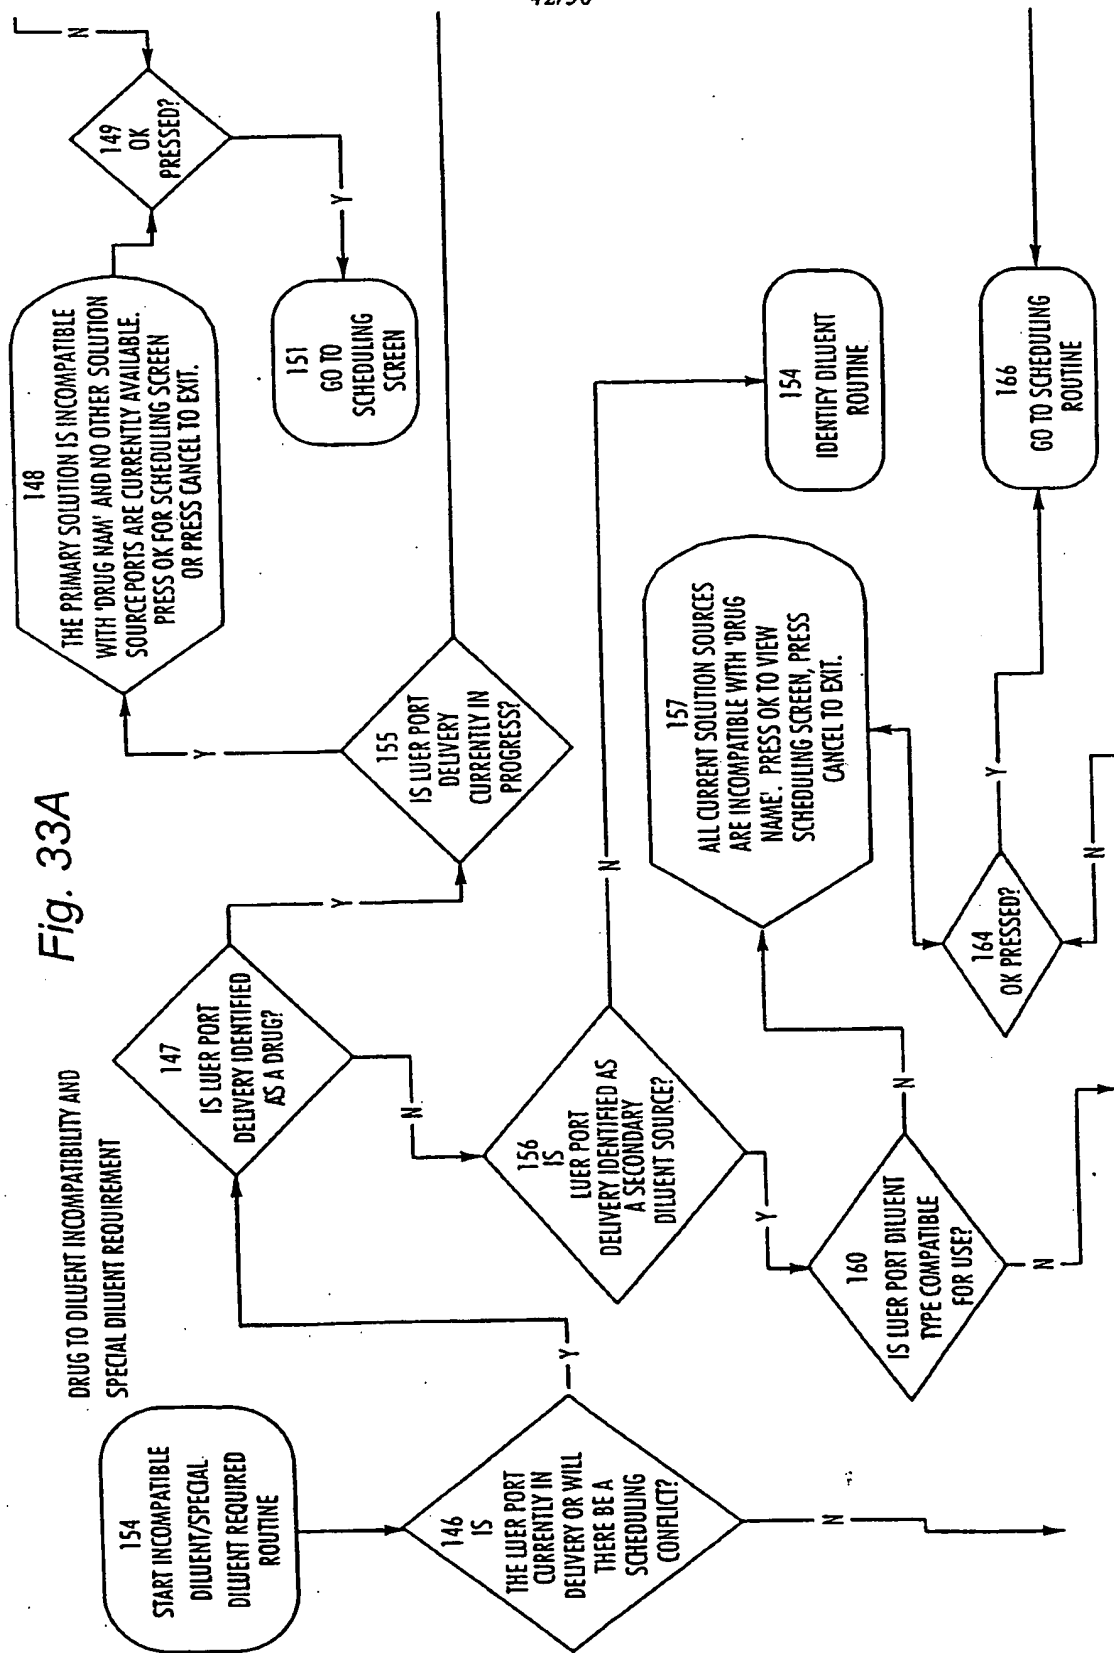 Fig. 33A
DRUG TO DILUENT INCOMPATIBILITY AND
SPECIAL DILUENT REQUIREMENT
154
START INCOMPATIBLE
DILUENT/SPECIAL
DILUENT REQUIRED
ROUTINE
146
IS
THE LUER PORT
CURRENTLY IN
DELIVERY OR WILL
THERE BE A
SCHEDULING
CONFLICT?
Y
N
147
IS LUER PORT
DELIVERY IDENTIFIED
AS A DRUG?
Y
N
155
IS LUER PORT
DELIVERY
CURRENTLY IN
PROGRESS?
Y
148
THE PRIMARY SOLUTION IS INCOMPATIBLE
WITH 'DRUG NAM' AND NO OTHER SOLUTION
SOURCE PORTS ARE CURRENTLY AVAILABLE.
PRESS OK FOR SCHEDULING SCREEN
OR PRESS CANCEL TO EXIT.
149
OK
PRESSED?
N
Y
151
GO TO
SCHEDULING
SCREEN
156
IS
LUER PORT
DELIVERY IDENTIFIED AS
A SECONDARY
DILUENT SOURCE?
N
Y
154
IDENTIFY DILUENT
ROUTINE
160
IS LUER PORT DILUENT
TYPE COMPATIBLE
FOR USE?
N
N
157
ALL CURRENT SOLUTION SOURCES
ARE INCOMPATIBLE WITH 'DRUG
NAME'. PRESS OK TO VIEW
SCHEDULING SCREEN, PRESS
CANCEL TO EXIT.
164
OK PRESSED?
Y
N
166
GO TO SCHEDULING
ROUTINE